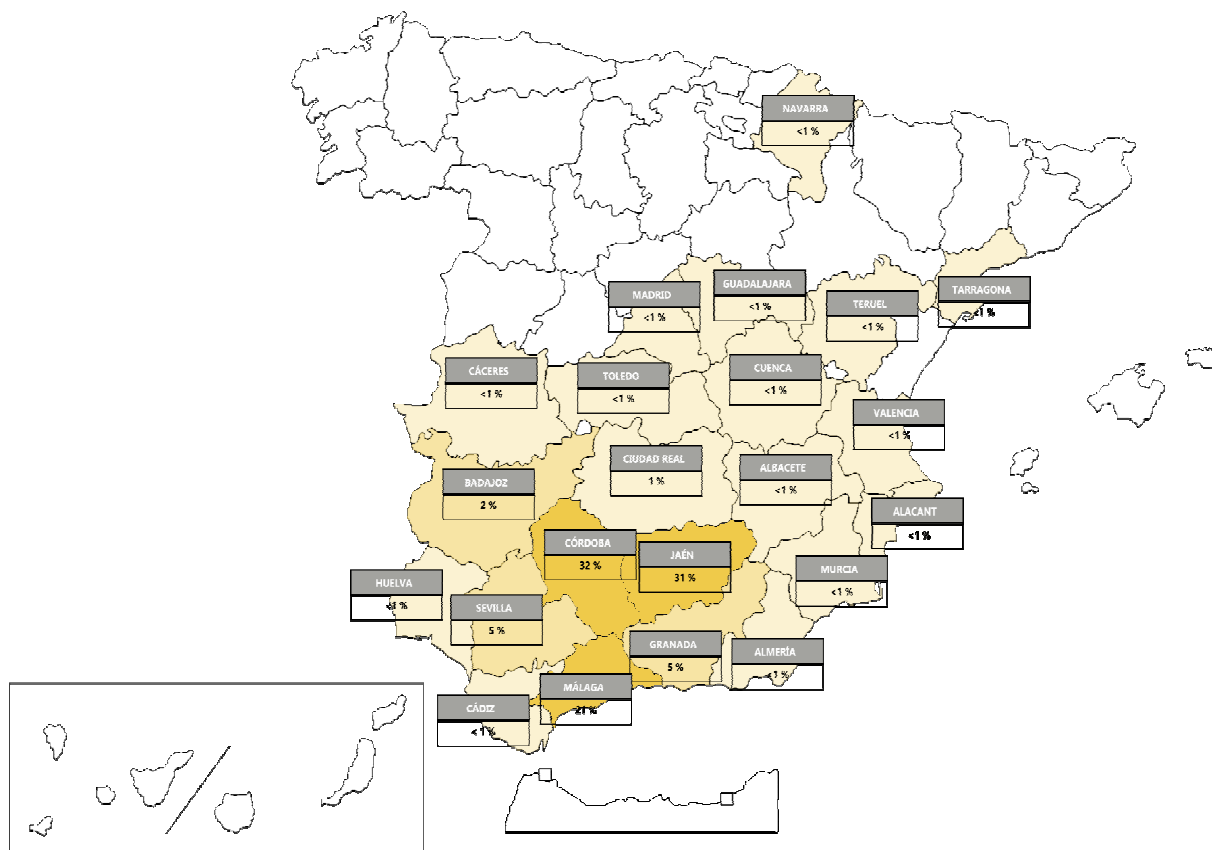 NAVARRA
<1 %
GUADALAJARA
<1 %
MADRID
<1 %
TERUEL
<1 %
TARRAGONA
<1 %
CÁCERES
<1 %
TOLEDO
<1 %
CUENCA
<1 %
VALENCIA
<1 %
CIUDAD REAL
1 %
ALBACETE
<1 %
BADAJOZ
2 %
ALACANT
<1 %
CÓRDOBA
32 %
JAÉN
31 %
MURCIA
<1 %
HUELVA
<1 %
SEVILLA
5 %
GRANADA
5 %
ALMERÍA
<1 %
MÁLAGA
21 %
CÁDIZ
< 1 %